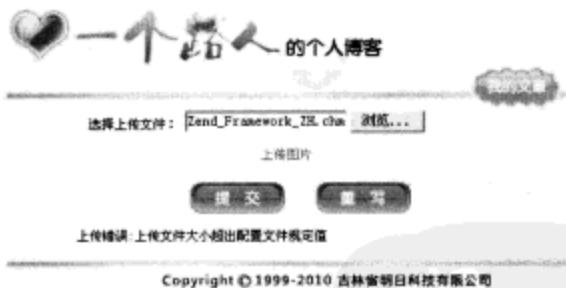 一个路人的个人博客
我的文章
选择上传文件： Zend_Framework_ZH.chm 浏览...
上传图片
提 交 重 写
上传错误:上传文件大小超出配置文件规定值
Copyright © 1999-2010 吉林省明日科技有限公司